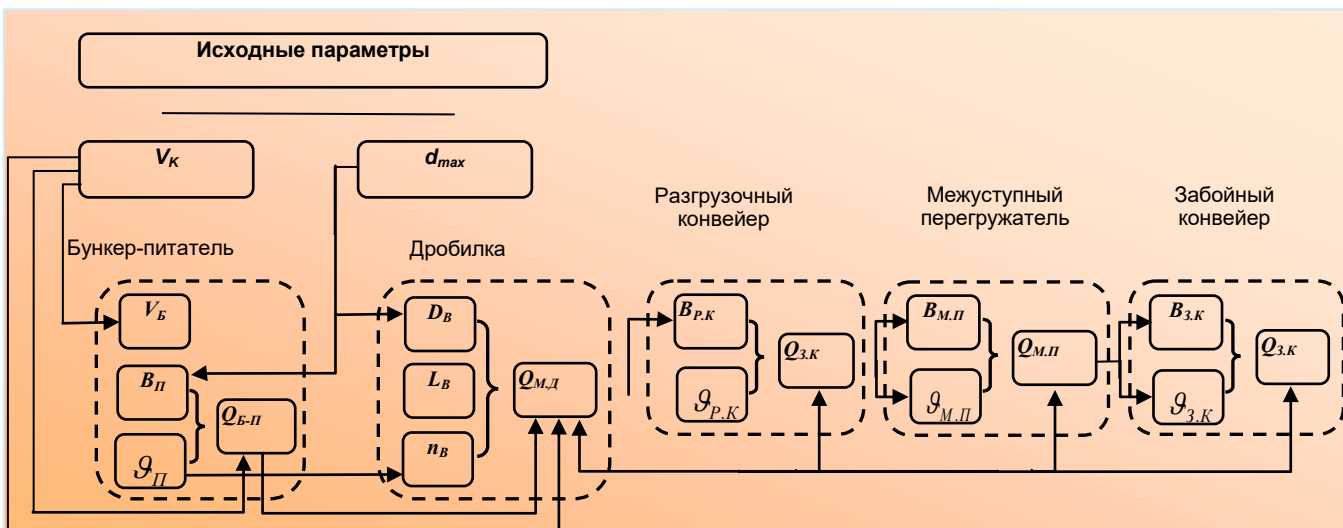 Исходные параметры
V_K
d_max
Разгрузочный конвейер
Межуступный перегружатель
Забойный конвейер
Бункер-питатель
Дробилка
V_Б
B_П
ϑ_П
Q_Б-П
D_В
L_В
n_В
Q_М.Д
B_Р.К
ϑ_Р.К
Q_З.К
B_М.П
ϑ_М.П
Q_М.П
B_З.К
ϑ_З.К
Q_З.К